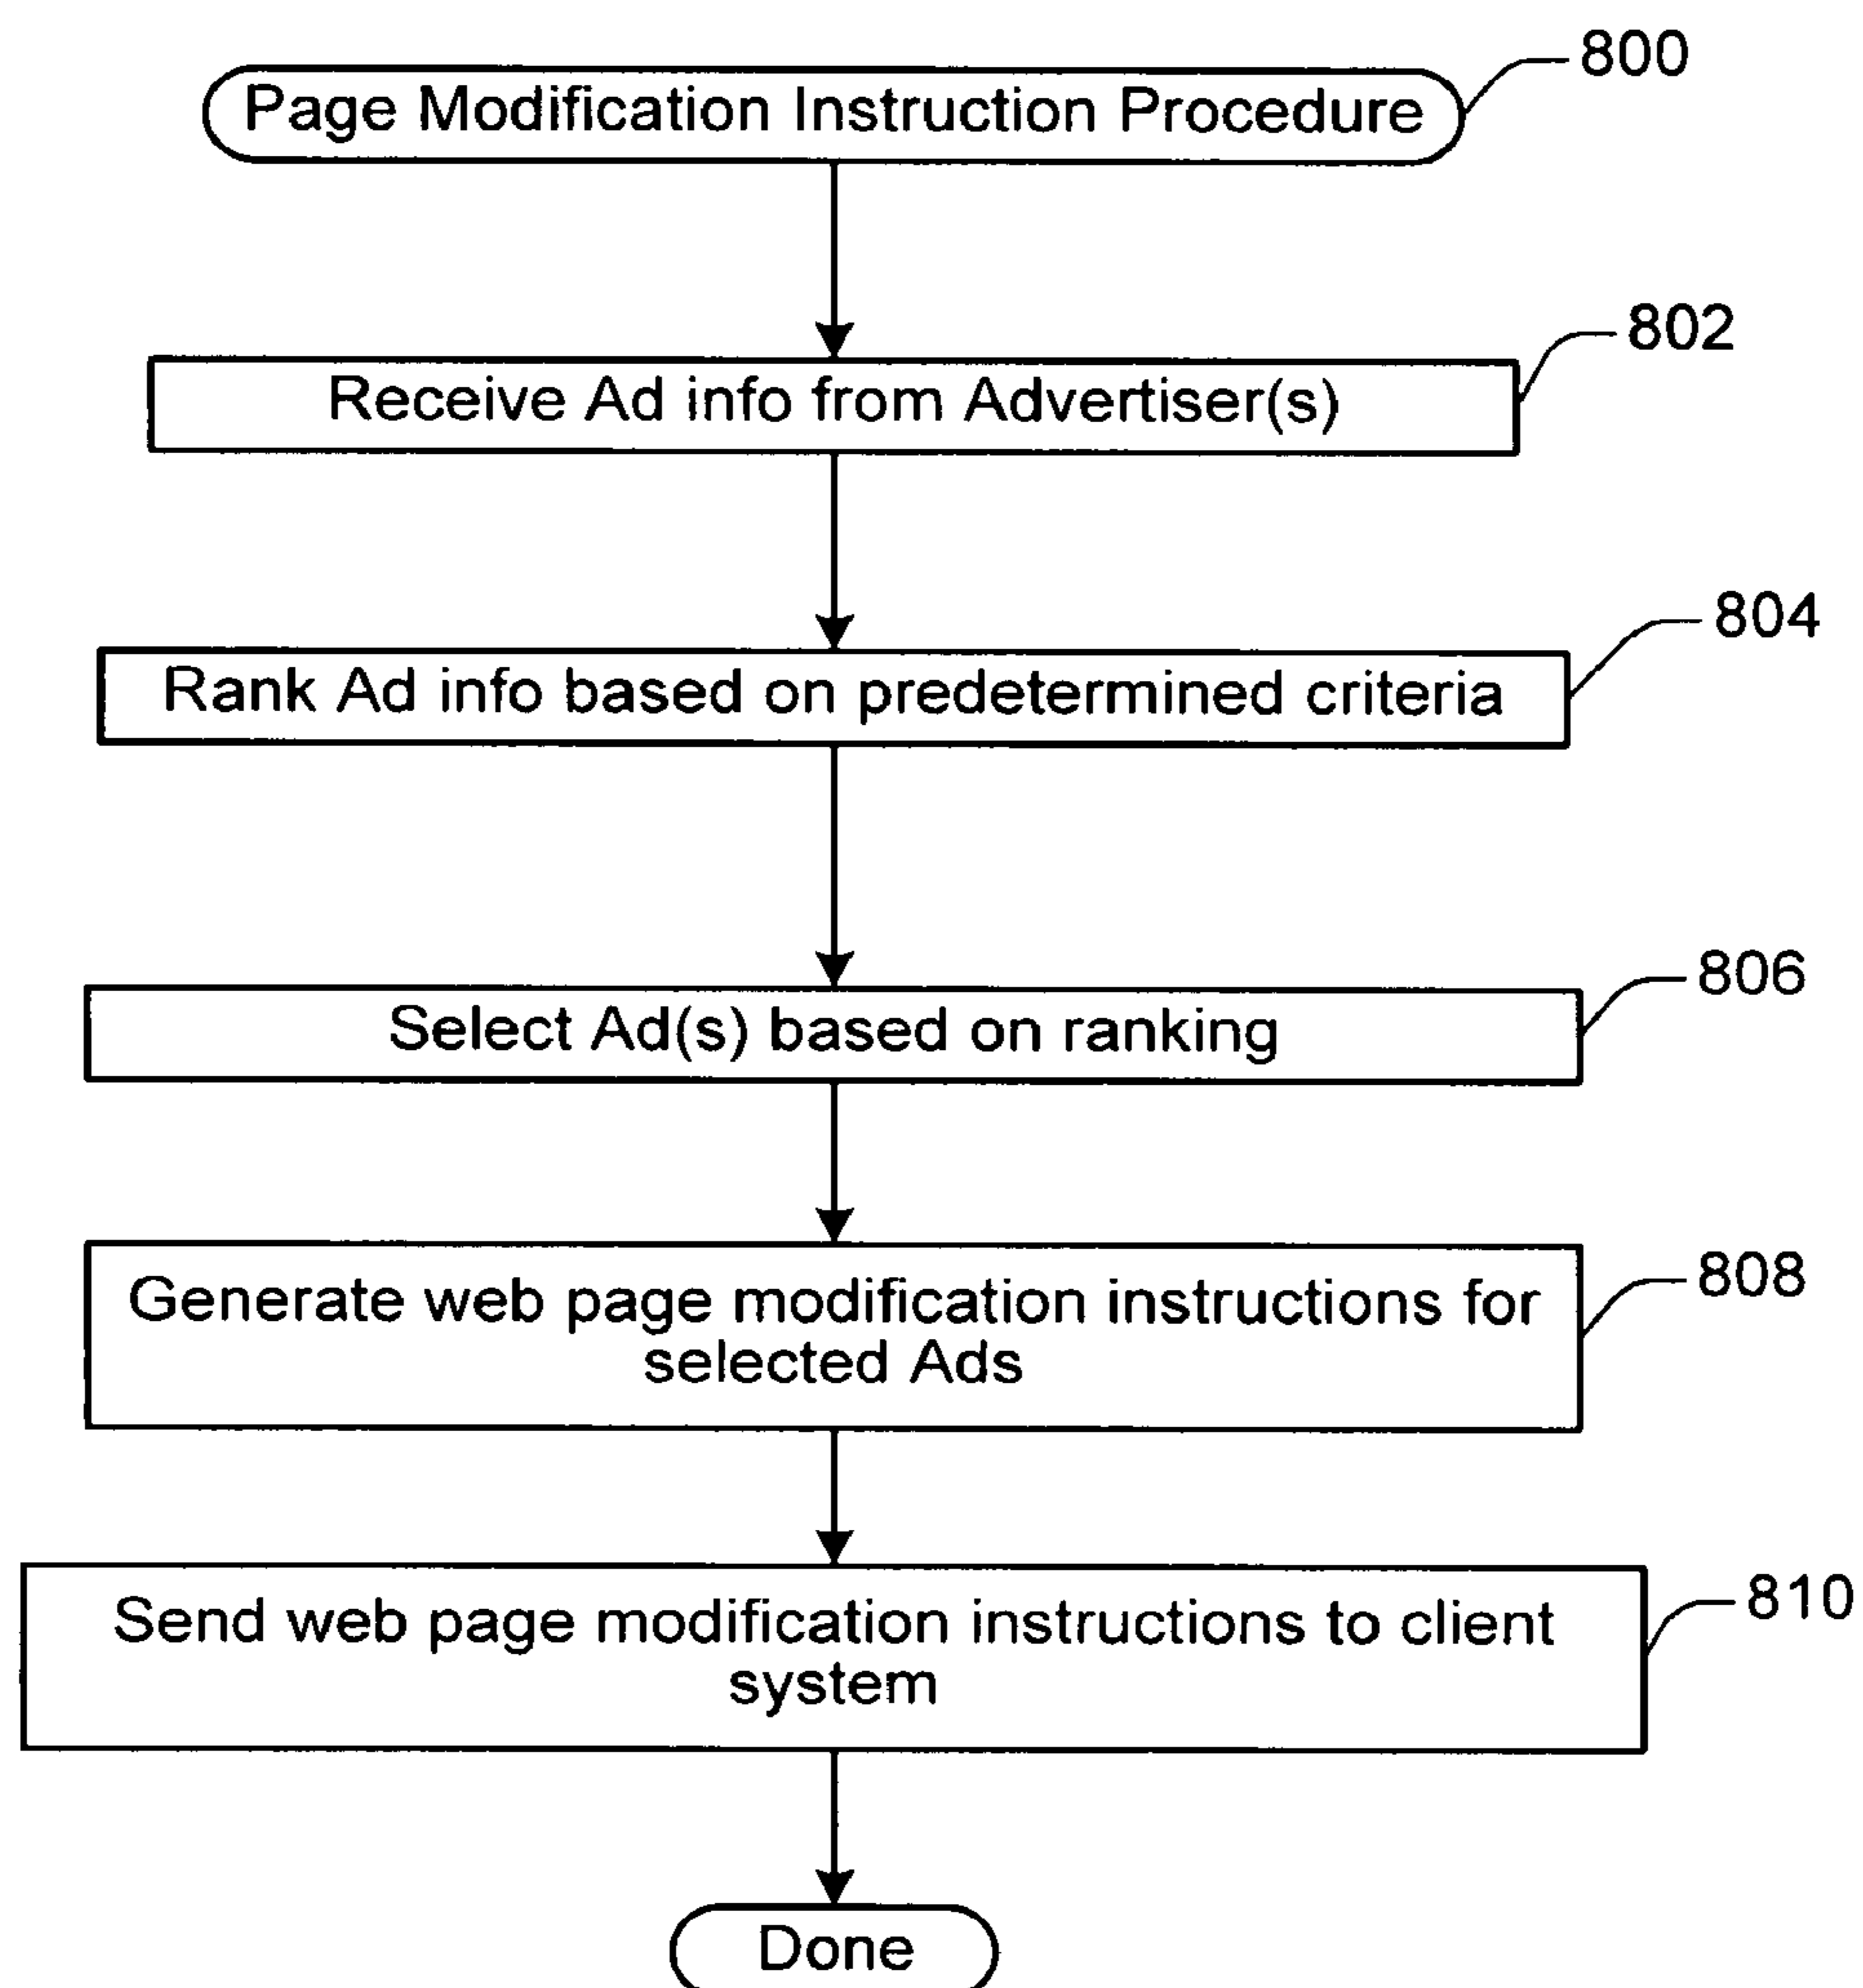 800
Page Modification Instruction Procedure
802
Receive Ad info from Advertiser(s)
804
Rank Ad info based on predetermined criteria
806
Select Ad(s) based on ranking
808
Generate web page modification instructions for
selected Ads
810
Send web page modification instructions to client
system
Done